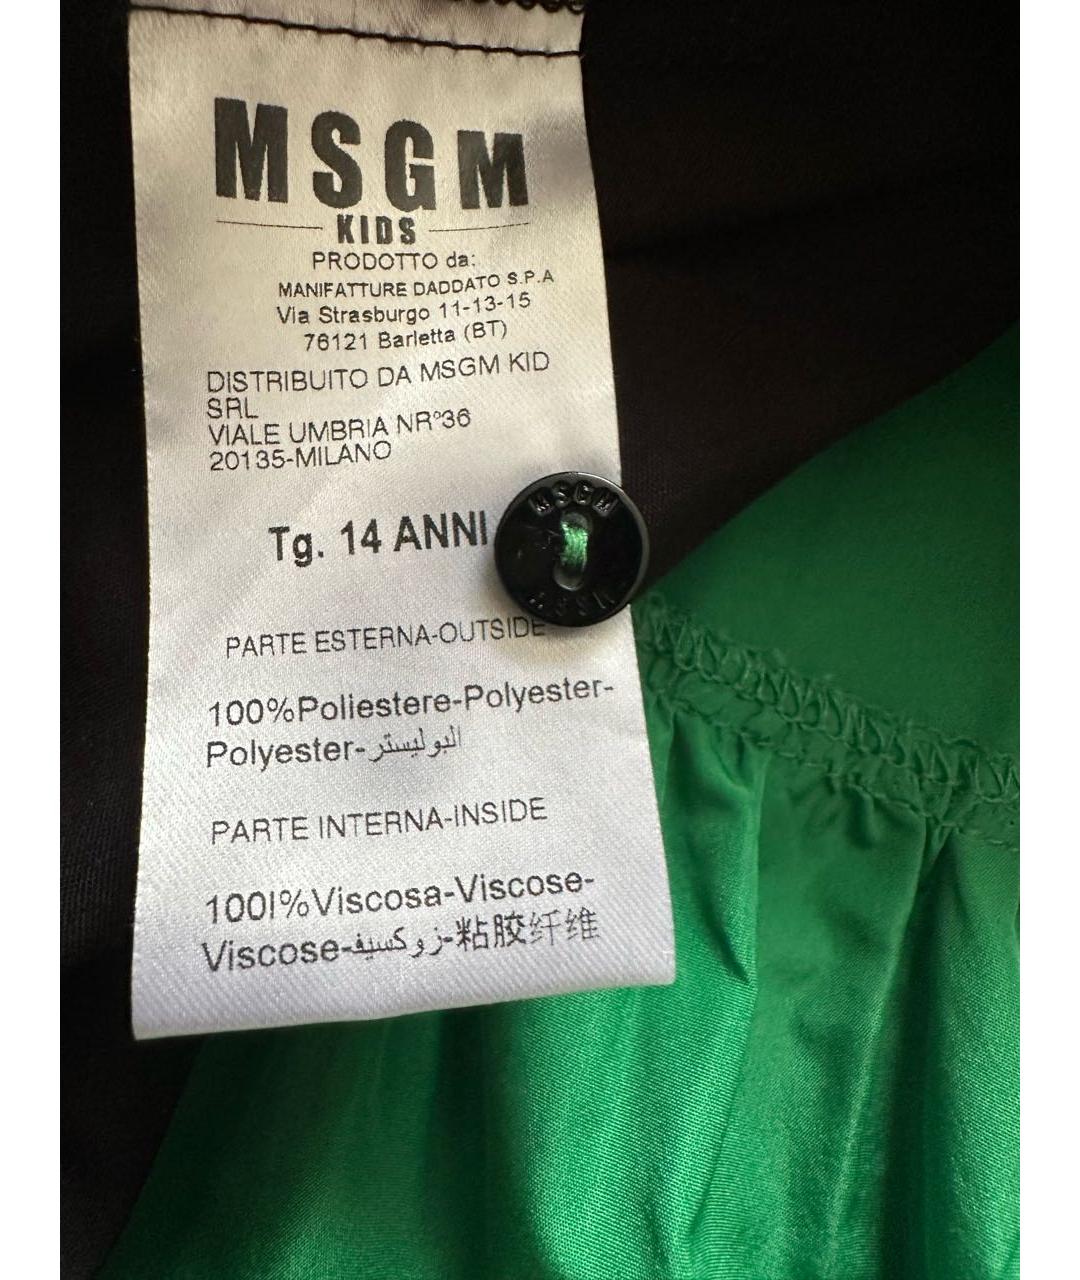 MSGM
KIDS
PRODOTTO da:
MANIFATTURE DADDATO S.P.A
Via Strasburgo 11-13-15
76121 Barletta (BT)
DISTRIBUITO DA MSGM KID
SRL
VIALE UMBRIA NR°36
20135-MILANO
Tg. 14 ANNI
MSGM
PARTE ESTERNA-OUTSIDE
100%Poliestere-Polyester-
Polyester-البوليستر
PARTE INTERNA-INSIDE
100l%Viscosa-Viscose-
Viscose-زوكسيف-粘胶纤维